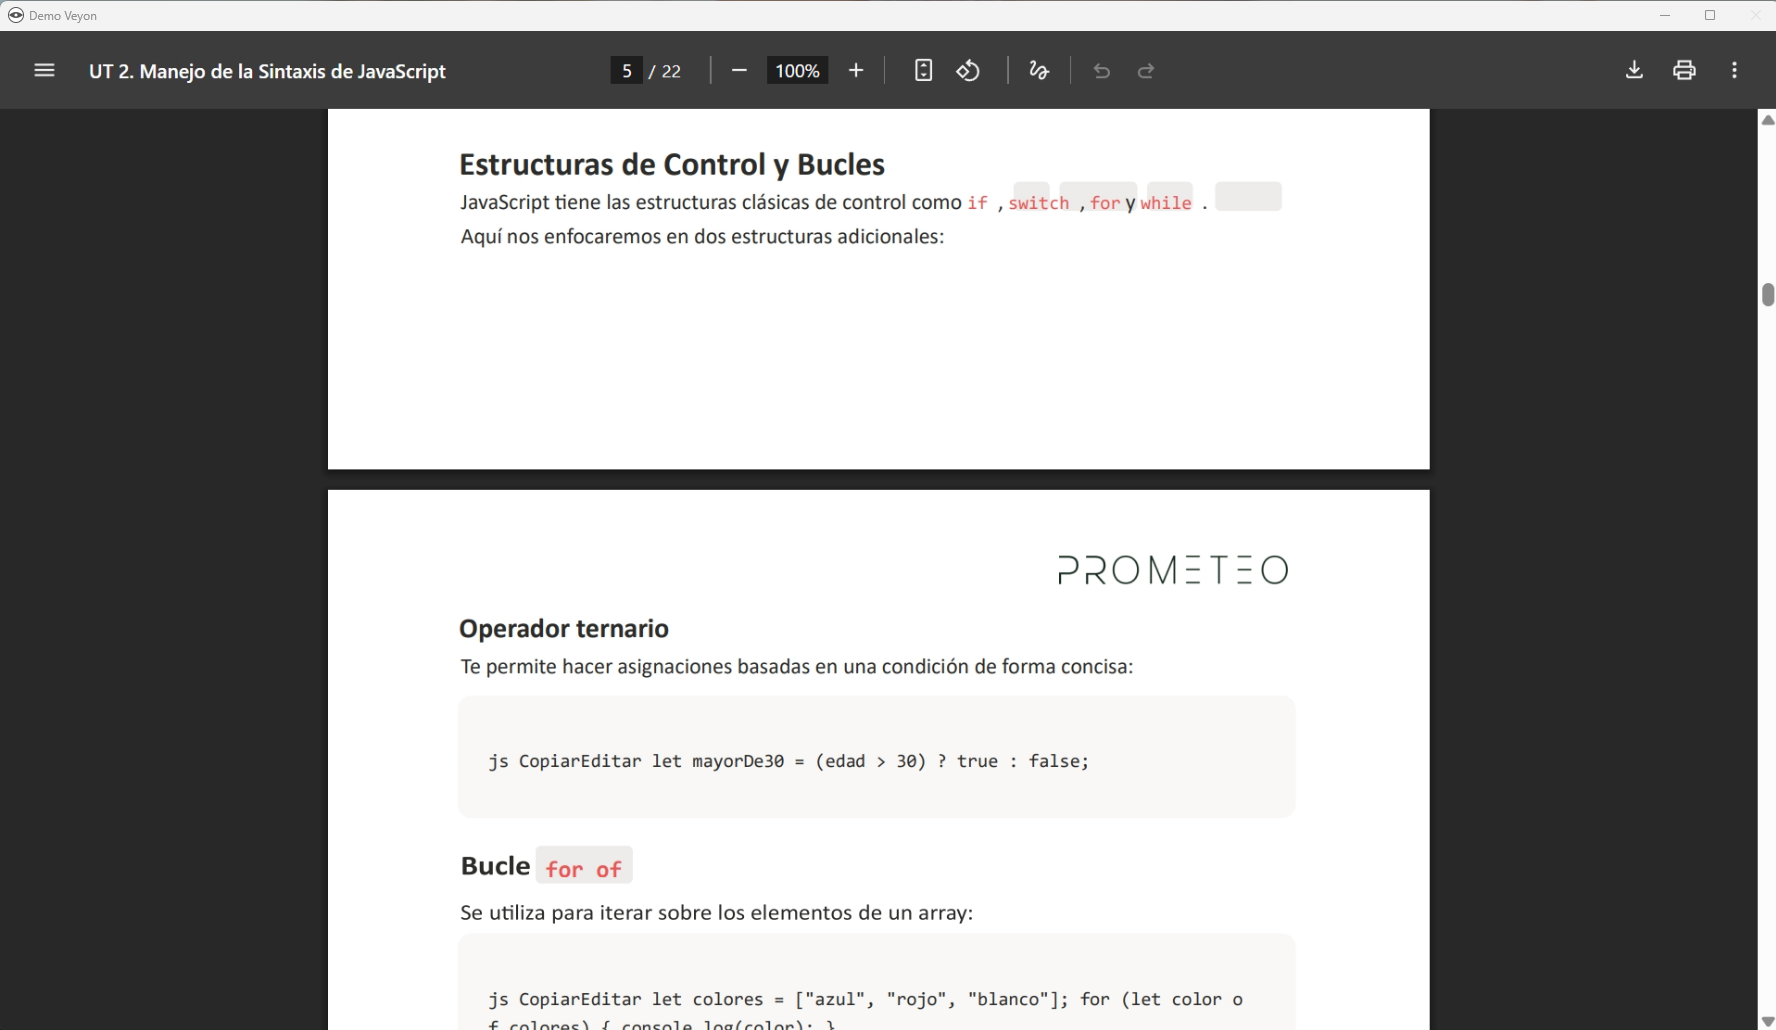 Demo Veyon
UT 2. Manejo de la Sintaxis de JavaScript
5 / 22
100%
Estructuras de Control y Bucles
JavaScript tiene las estructuras clásicas de control como if , switch , for y while .
Aquí nos enfocaremos en dos estructuras adicionales:
PROMETEO
Operador ternario
Te permite hacer asignaciones basadas en una condición de forma concisa:
js CopiarEditar let mayorDe30 = (edad > 30) ? true : false;
Bucle for of
Se utiliza para iterar sobre los elementos de un array:
js CopiarEditar let colores = ["azul", "rojo", "blanco"]; for (let color o
f colores) { console.log(color); }